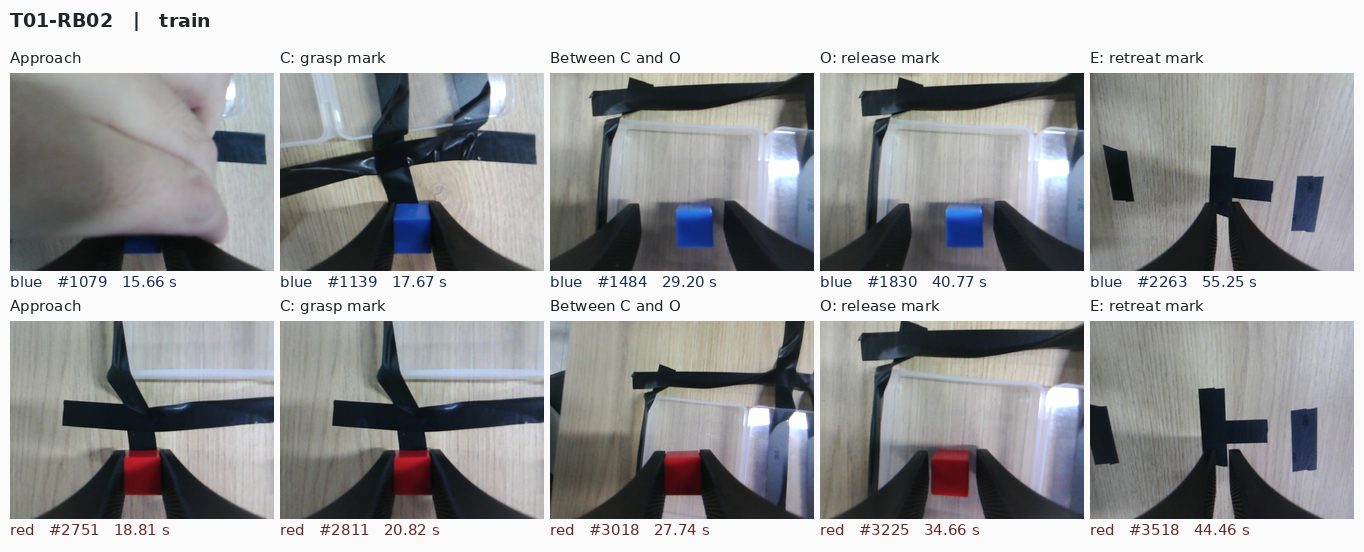 T01-RB02 | train
Approach
C: grasp mark
Between C and O
O: release mark
E: retreat mark
blue #1079 15.66 s
blue #1139 17.67 s
blue #1484 29.20 s
blue #1830 40.77 s
blue #2263 55.25 s
Approach
C: grasp mark
Between C and O
O: release mark
E: retreat mark
red #2751 18.81 s
red #2811 20.82 s
red #3018 27.74 s
red #3225 34.66 s
red #3518 44.46 s